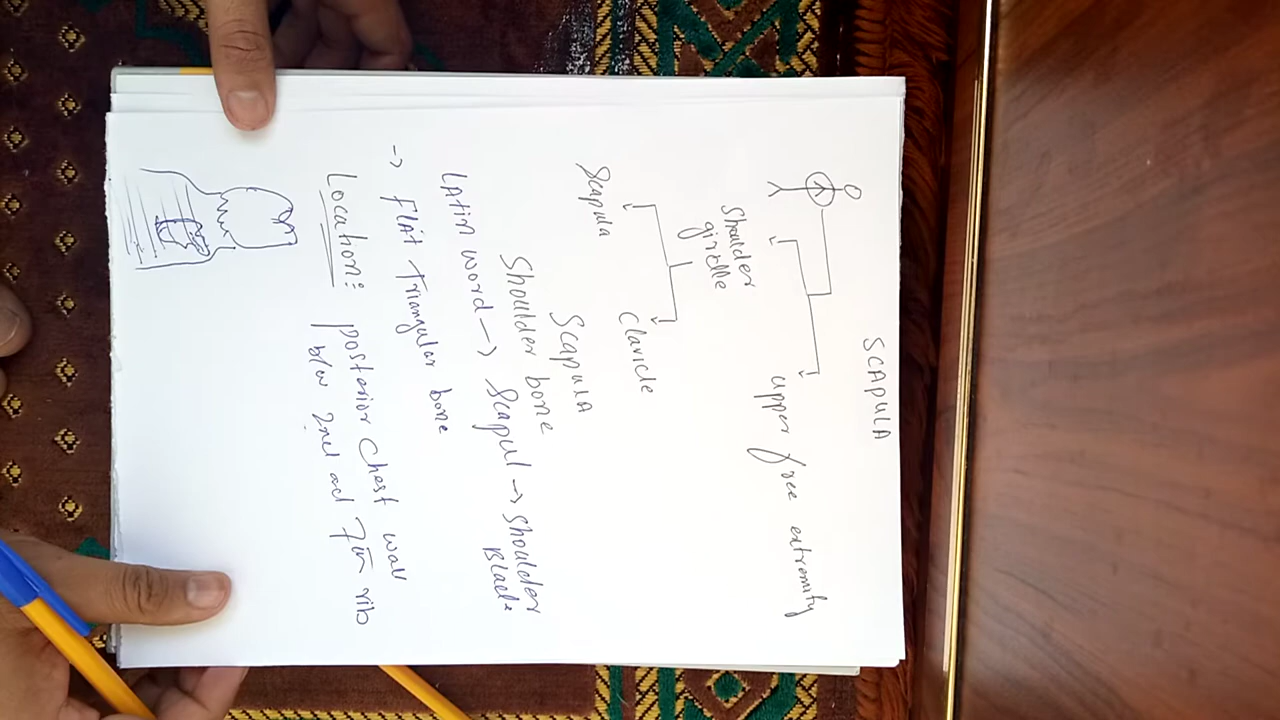 SCAPULA
Shoulder
girdle
upper free extremity
Scapula
Clavicle
SCAPULA
Shoulder bone
LATIN WORD -> Scapul -> Shoulder
Blade
-> FLAT Triangular bone
Location: posterior Chest wall
b/w 2nd and 7th rib